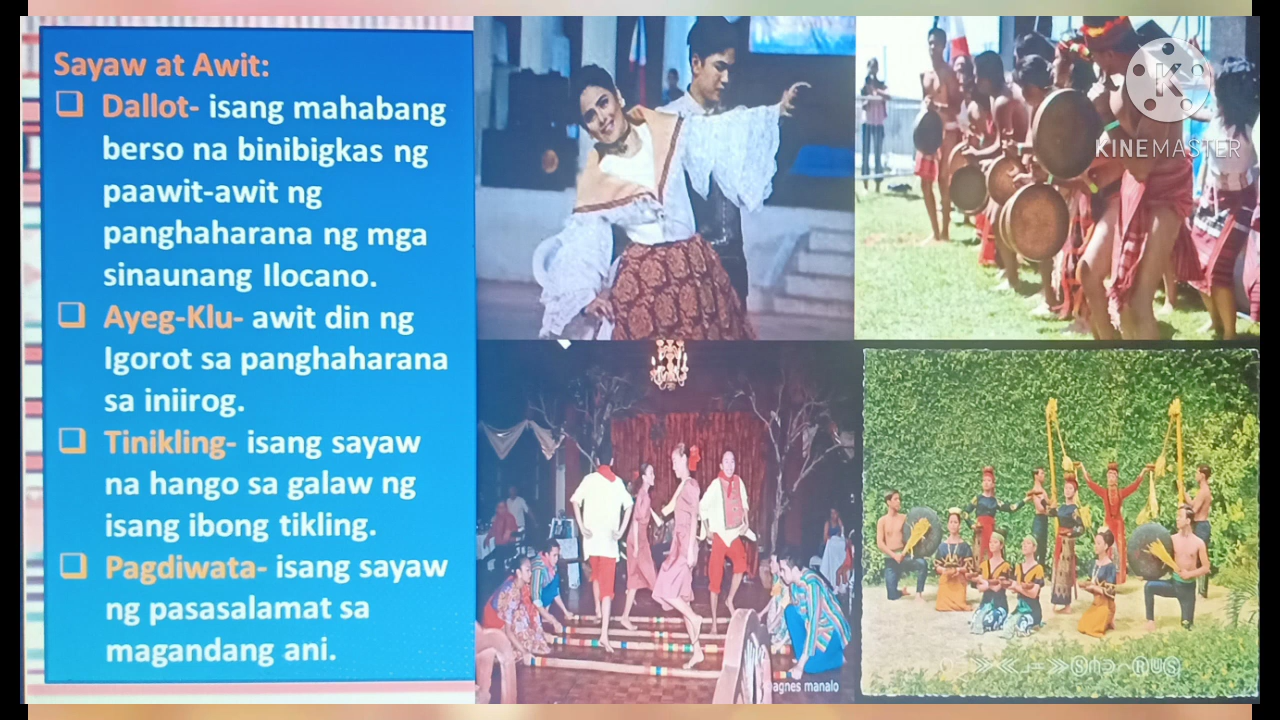 Sayaw at Awit:
Dallot- isang mahabang
berso na binibigkas ng
paawit-awit ng
panghaharana ng mga
sinaunang Ilocano.
Ayeg-Klu- awit din ng
Igorot sa panghaharana
sa iniirog.
Tinikling- isang sayaw
na hango sa galaw ng
isang ibong tikling.
Pagdiwata- isang sayaw
ng pasasalamat sa
magandang ani.
K
KINEMASTER
agnes manalo